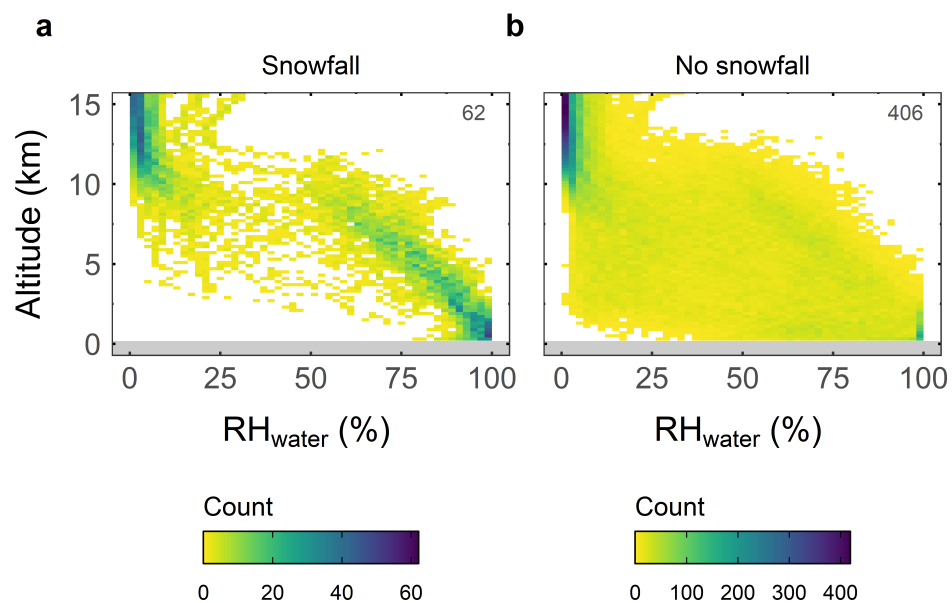 a
b
Snowfall
No snowfall
Altitude (km)
15
10
5
0
62
406
0 25 50 75 100
0 25 50 75 100
RHwater (%)
RHwater (%)
Count
Count
0 20 40 60
0 100 200 300 400